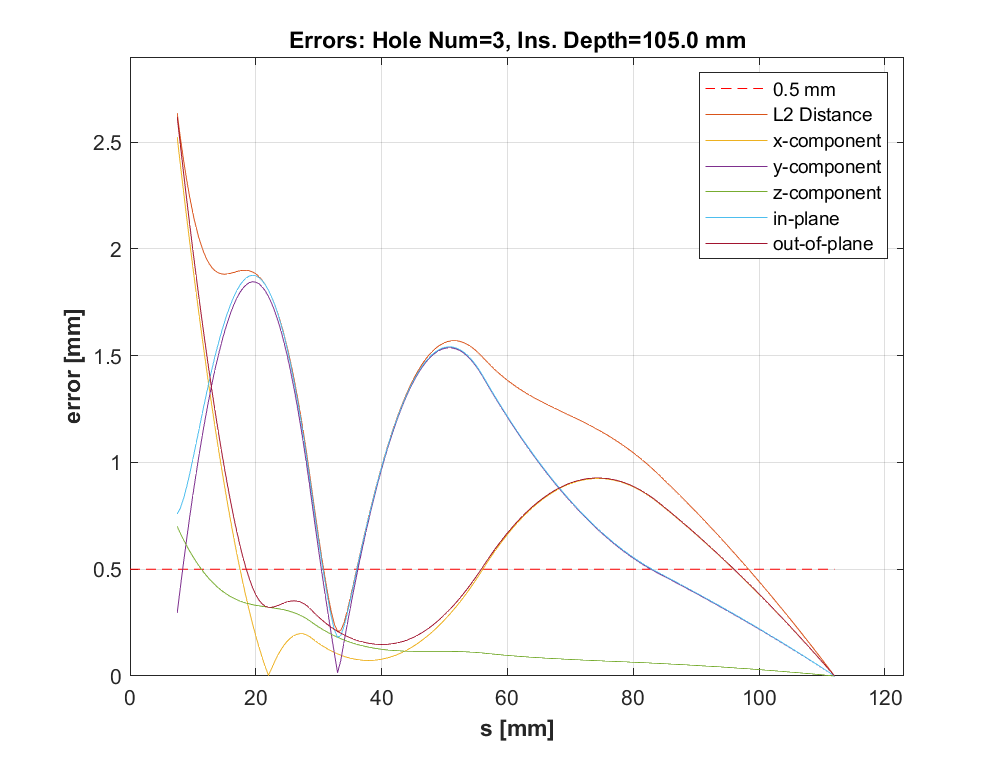 Errors: Hole Num=3, Ins. Depth=105.0 mm
0.5 mm
L2 Distance
x-component
y-component
z-component
in-plane
out-of-plane
2.5
2
1.5
1
0.5
0
error [mm]
0 20 40 60 80 100 120
s [mm]